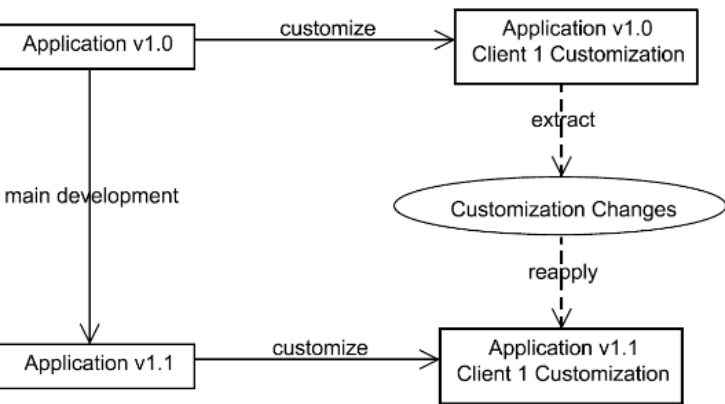 customize
Application v1.0
Application v1.0
Client 1 Customization
extract
main development
Customization Changes
reapply
customize
Application v1.1
Application v1.1
Client 1 Customization